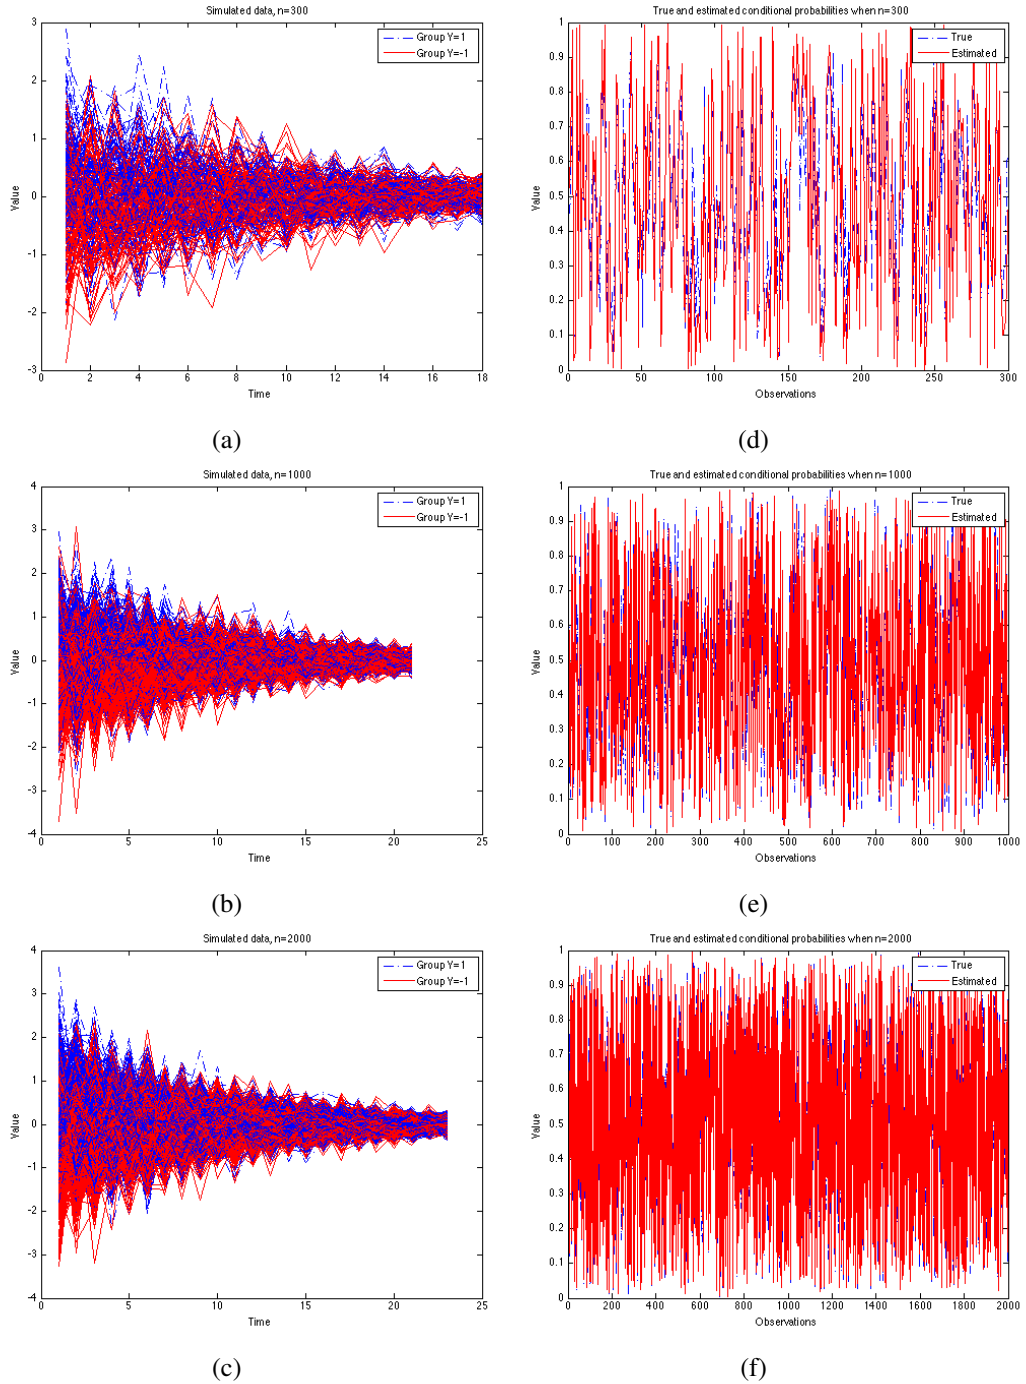 Simulated data, n=300
Group Y=1
Group Y=-1
Value
3
2
1
0
-1
-2
-3
0 2 4 6 8 10 12 14 16 18
Time
(a)
True and estimated conditional probabilities when n=300
True
Estimated
Value
1
0.9
0.8
0.7
0.6
0.5
0.4
0.3
0.2
0.1
0
0 50 100 150 200 250 300
Observations
(d)
Simulated data, n=1000
Group Y=1
Group Y=-1
Value
4
3
2
1
0
-1
-2
-3
-4
0 5 10 15 20 25
Time
(b)
True and estimated conditional probabilities when n=1000
True
Estimated
Value
1
0.9
0.8
0.7
0.6
0.5
0.4
0.3
0.2
0.1
0
0 100 200 300 400 500 600 700 800 900 1000
Observations
(e)
Simulated data, n=2000
Group Y=1
Group Y=-1
Value
4
3
2
1
0
-1
-2
-3
-4
0 5 10 15 20 25
Time
(c)
True and estimated conditional probabilities when n=2000
True
Estimated
Value
1
0.9
0.8
0.7
0.6
0.5
0.4
0.3
0.2
0.1
0
0 200 400 600 800 1000 1200 1400 1600 1800 2000
Observations
(f)